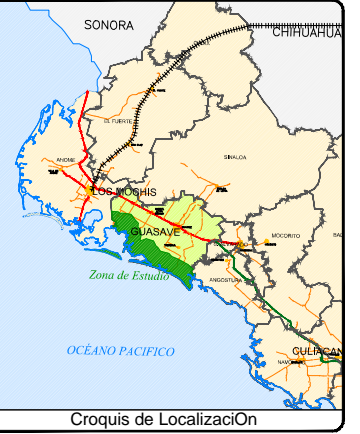 SONORA
CHIHUAHUA
EL FUERTE
AHOME
SINALOA
LOS MOCHIS
GUASAVE
MOCORITO
Zona de Estudio
ANGOSTURA
OCÉANO PACIFICO
CULIACAN
Croquis de LocalizaciOn